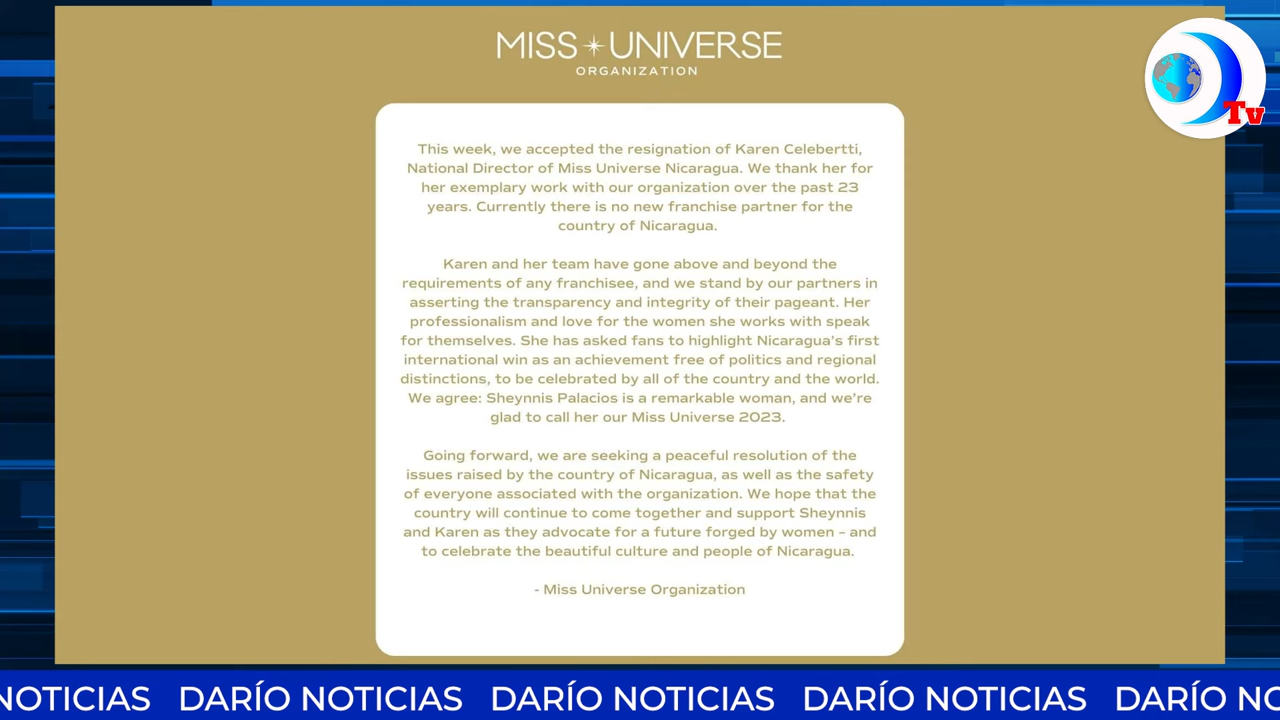 MISS UNIVERSE
ORGANIZATION
Tv
This week, we accepted the resignation of Karen Celebertti,
National Director of Miss Universe Nicaragua. We thank her for
her exemplary work with our organization over the past 23
years. Currently there is no new franchise partner for the
country of Nicaragua.
Karen and her team have gone above and beyond the
requirements of any franchisee, and we stand by our partners in
asserting the transparency and integrity of their pageant. Her
professionalism and love for the women she works with speak
for themselves. She has asked fans to highlight Nicaragua's first
international win as an achievement free of politics and regional
distinctions, to be celebrated by all of the country and the world.
We agree: Sheynnis Palacios is a remarkable woman, and we're
glad to call her our Miss Universe 2023.
Going forward, we are seeking a peaceful resolution of the
issues raised by the country of Nicaragua, as well as the safety
of everyone associated with the organization. We hope that the
country will continue to come together and support Sheynnis
and Karen as they advocate for a future forged by women – and
to celebrate the beautiful culture and people of Nicaragua.
- Miss Universe Organization
NOTICIAS DARÍO NOTICIAS DARÍO NOTICIAS DARÍO NOTICIAS DARÍO NO